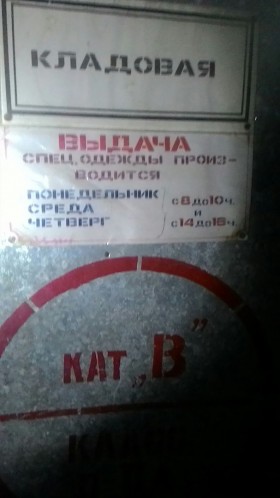 КЛАДОВАЯ
ВЫДАЧА
СПЕЦ.ОДЕЖДЫ ПРОИЗ-
ВОДИТСЯ
ПОНЕДЕЛЬНИК
СРЕДА
ЧЕТВЕРГ
с 8 до 10 ч.
и
с 14 до 16 ч.
КАТ „В”